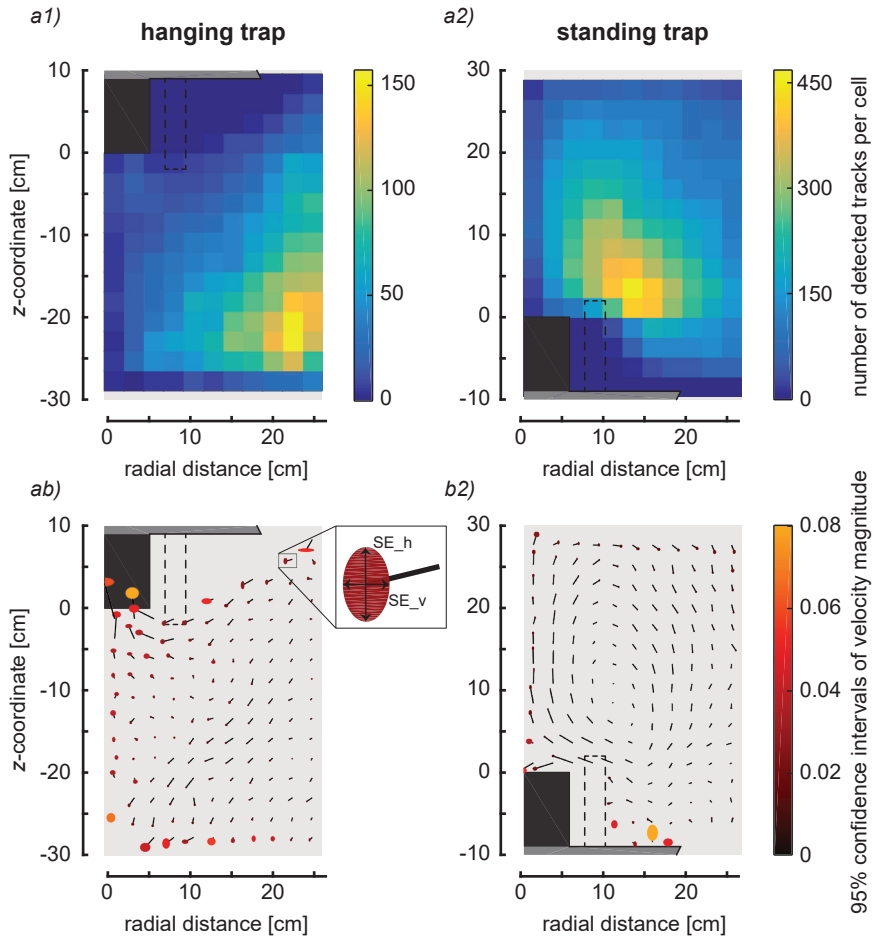 a1)
hanging trap
a2)
standing trap
10
0
-10
-20
-30
z-coordinate [cm]
0
10
20
radial distance [cm]
150
100
50
0
30
20
10
0
-10
0
10
20
radial distance [cm]
450
300
150
0
number of detected tracks per cell
ab)
b2)
10
0
-10
-20
-30
z-coordinate [cm]
SE_h
SE_v
0
10
20
radial distance [cm]
30
20
10
0
-10
0
10
20
radial distance [cm]
0.08
0.06
0.04
0.02
0
95% confidence intervals of velocity magnitude